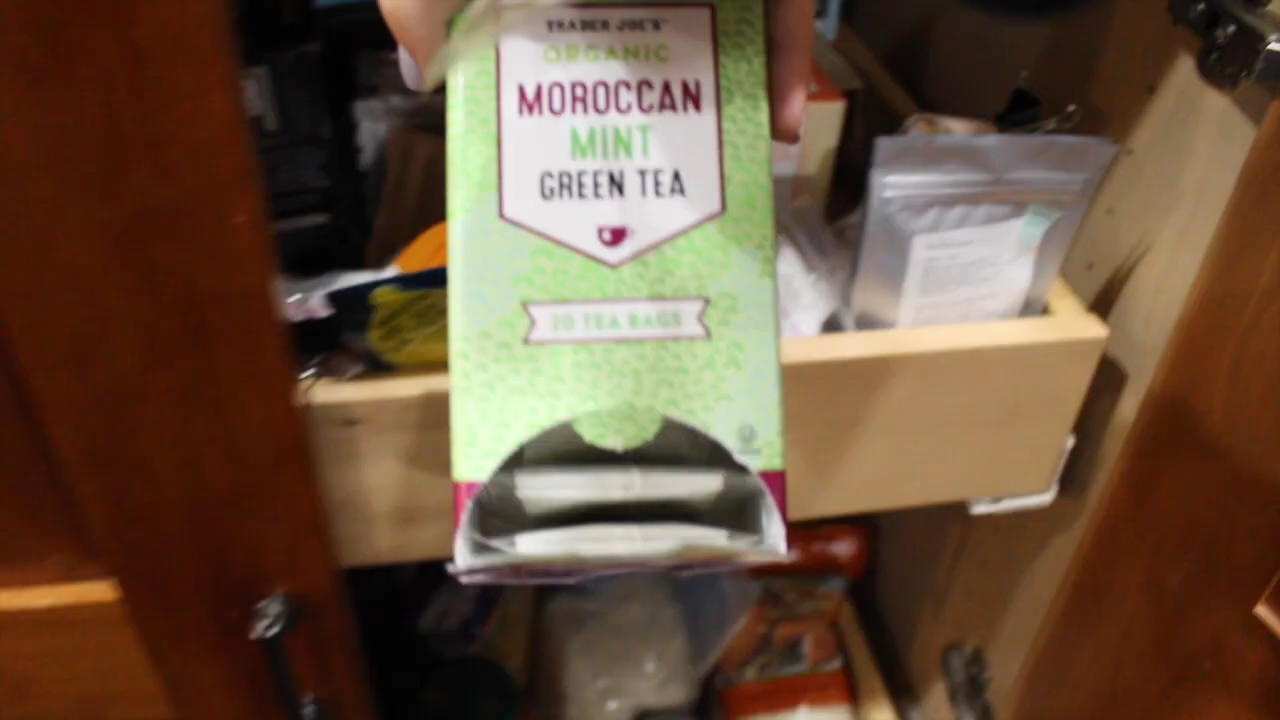 TRADER JOE'S
ORGANIC
MOROCCAN
MINT
GREEN TEA
20 TEA BAGS